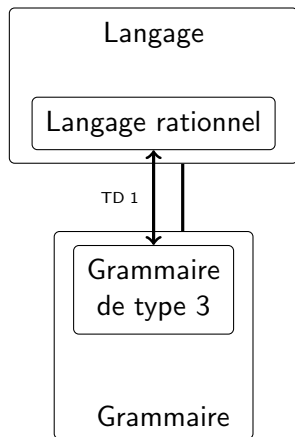 Langage
Langage rationnel
TD 1
Grammaire
de type 3
Grammaire